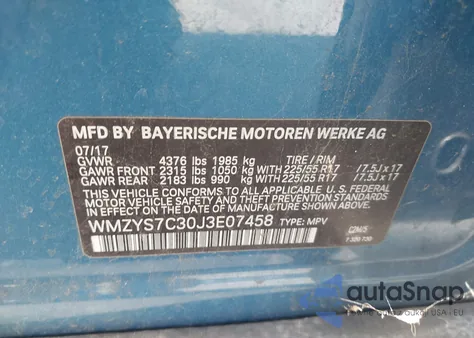 MFD BY BAYERISCHE MOTOREN WERKE AG
07/17
GVWR 4376 lbs 1985 kg TIRE / RIM
GAWR FRONT 2315 lbs 1050 kg WITH 225/55 R17 /7.5J x 17
GAWR REAR 2183 lbs 990 kg WITH 225/55 R17 /7.5J x 17
THIS VEHICLE CONFORMS TO ALL APPLICABLE U. S. FEDERAL
MOTOR VEHICLE SAFETY STANDARDS IN EFFECT ON
THE DATE OF MANUFACTURE SHOWN ABOVE.
WMZYS7C30J3E07458 TYPE: MPV
autoSnap